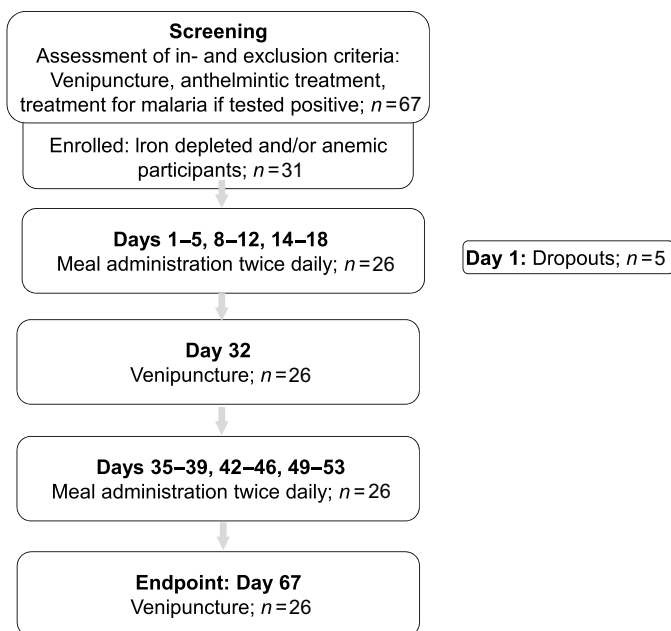 Screening
Assessment of in- and exclusion criteria:
Venipuncture, anthelmintic treatment,
treatment for malaria if tested positive; n=67
Enrolled: Iron depleted and/or anemic
participants; n=31
Days 1–5, 8–12, 14–18
Meal administration twice daily; n=26
Day 1: Dropouts; n=5
Day 32
Venipuncture; n=26
Days 35–39, 42–46, 49–53
Meal administration twice daily; n=26
Endpoint: Day 67
Venipuncture; n=26